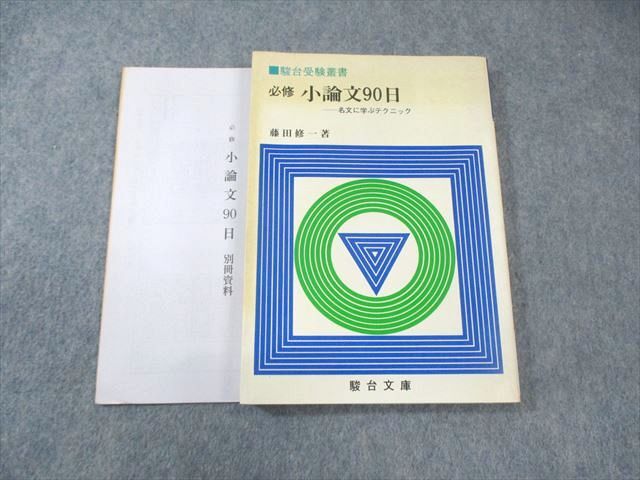 ■駿台受験叢書
必修 小論文90日
──名文に学ぶテクニック
藤田修一著
駿台文庫
必修
小論文90日
別冊資料